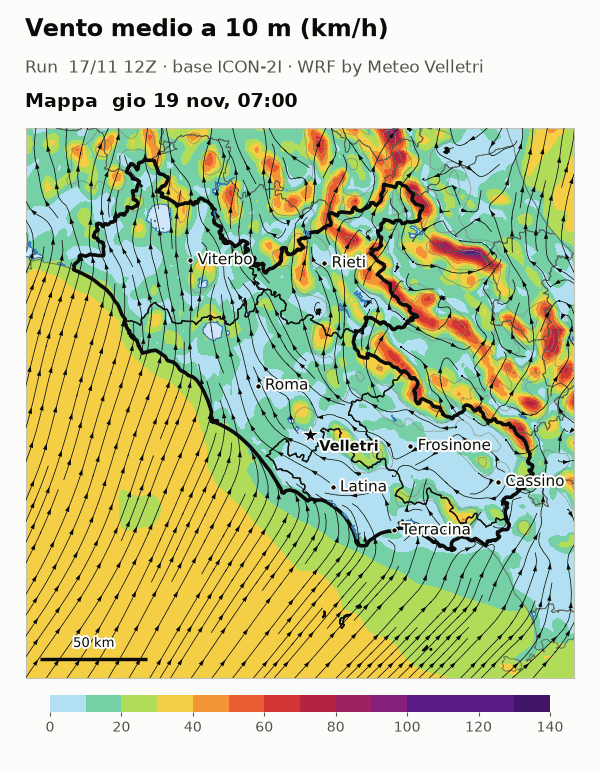 Vento medio a 10 m (km/h)
Run  17/11 12Z · base ICON-2I · WRF by Meteo Velletri
Mappa  gio 19 nov, 07:00
Viterbo
Rieti
Roma
Velletri
Frosinone
Cassino
Latina
Terracina
50 km
0 20 40 60 80 100 120 140